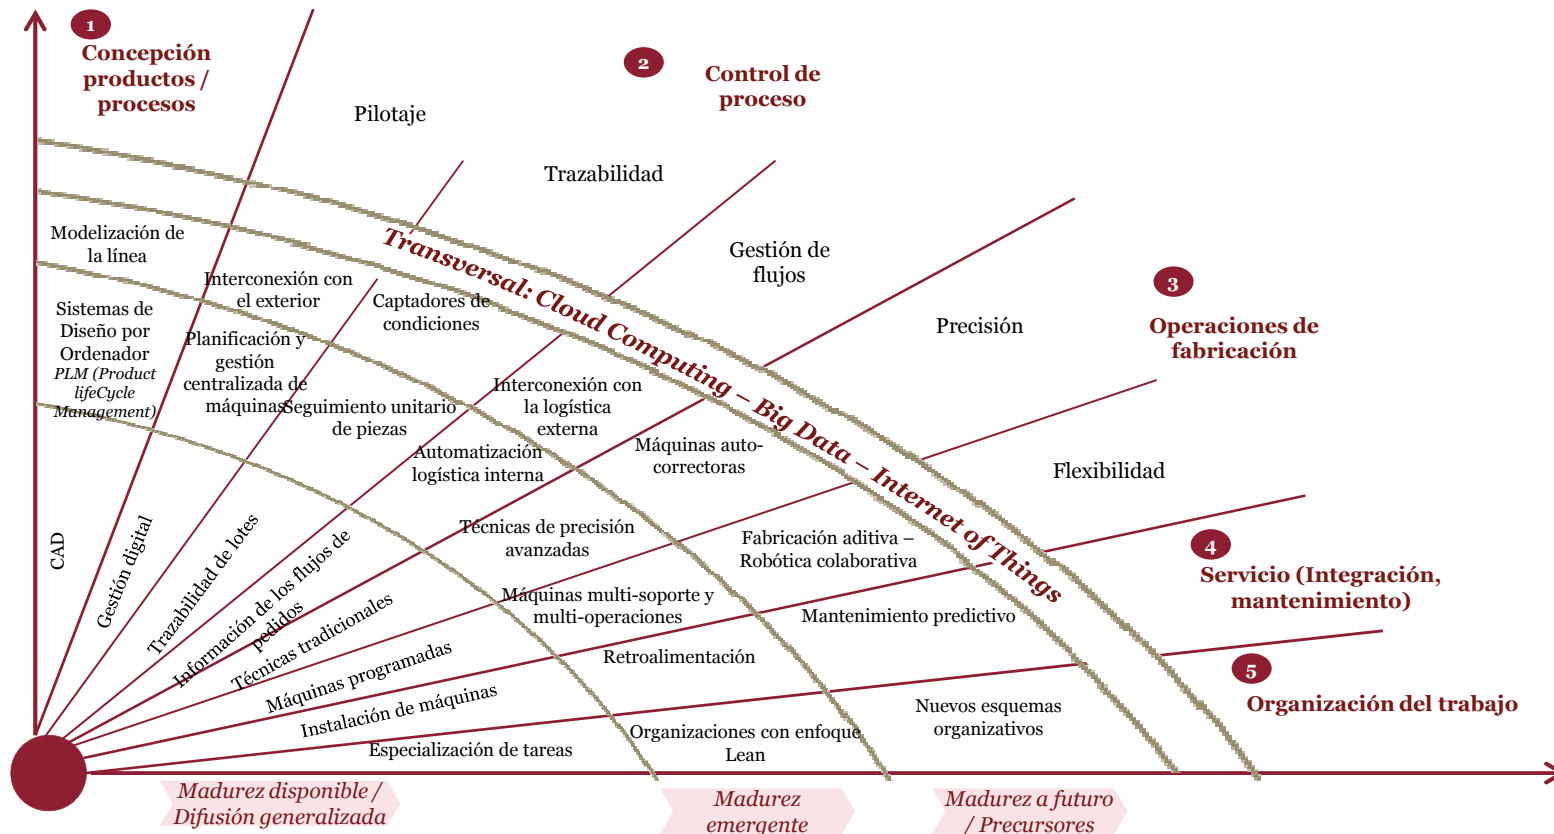 1
Concepción
productos /
procesos
2
Control de
proceso
Pilotaje
Trazabilidad
Gestión de
flujos
Precisión
3
Operaciones de
fabricación
Flexibilidad
4
Servicio (Integración,
mantenimiento)
5
Organización del trabajo
Transversal: Cloud Computing – Big Data – Internet of Things
Modelización de
la línea
Interconexión con
el exterior
Captadores de
condiciones
Interconexión con
la logística
externa
Máquinas auto-
correctoras
Fabricación aditiva –
Robótica colaborativa
Mantenimiento predictivo
Nuevos esquemas
organizativos
Sistemas de
Diseño por
Ordenador
PLM (Product
lifeCycle
Management)
Planificación y
gestión
centralizada de
máquinas
Seguimiento unitario
de piezas
Automatización
logística interna
Técnicas de precisión
avanzadas
Máquinas multi-soporte y
multi-operaciones
Retroalimentación
Organizaciones con enfoque
Lean
CAD
Gestión digital
Trazabilidad de lotes
Información de los flujos de
pedidos
Técnicas tradicionales
Máquinas programadas
Instalación de máquinas
Especialización de tareas
Madurez disponible /
Difusión generalizada
Madurez
emergente
Madurez a futuro
/ Precursores